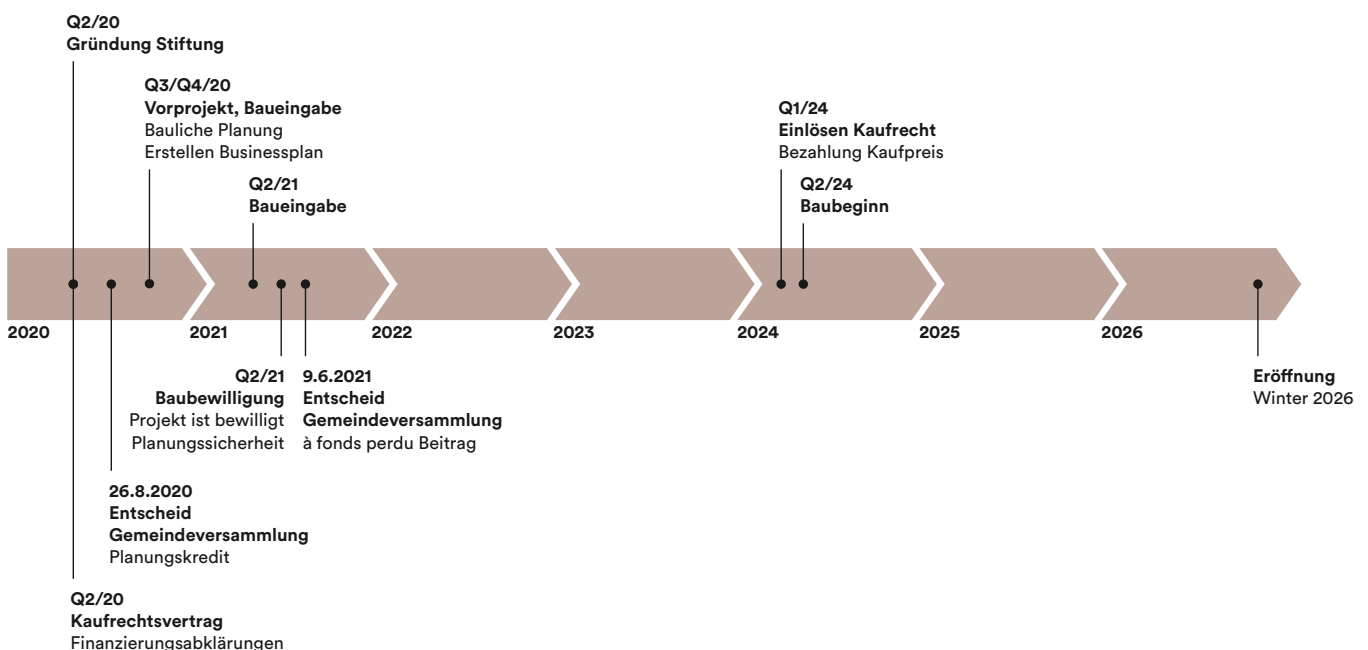 Q2/20
Gründung Stiftung
Q3/Q4/20
Vorprojekt, Baueingabe
Bauliche Planung
Erstellen Businessplan
Q2/21
Baueingabe
Q1/24
Einlösen Kaufrecht
Bezahlung Kaufpreis
Q2/24
Baubeginn
2020
2021
2022
2023
2024
2025
2026
Q2/21
Baubewilligung
Projekt ist bewilligt
Planungssicherheit
9.6.2021
Entscheid
Gemeindeversammlung
à fonds perdu Beitrag
Eröffnung
Winter 2026
26.8.2020
Entscheid
Gemeindeversammlung
Planungskredit
Q2/20
Kaufrechtsvertrag
Finanzierungsabklärungen